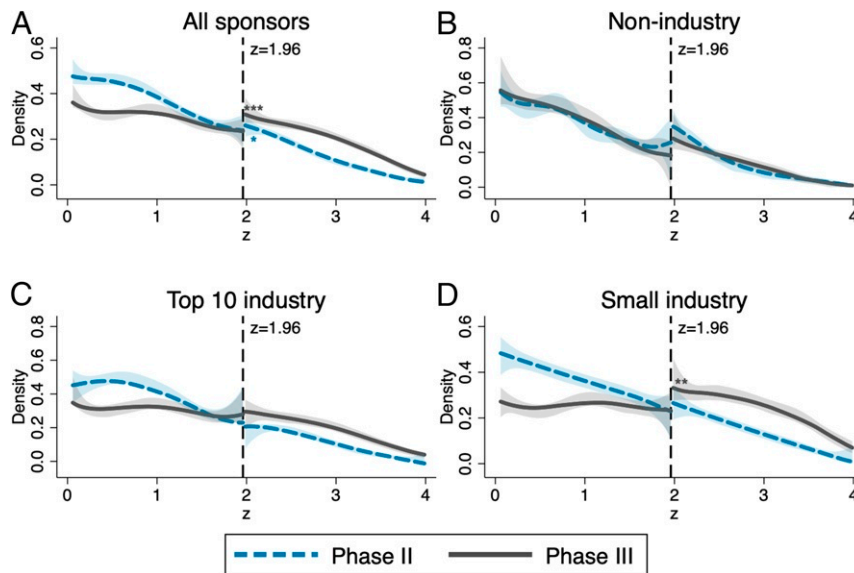 A
All sponsors
z=1.96
***
*
Density
0.6
0.4
0.2
0.0
0
1
2
3
4
z
B
Non-industry
z=1.96
Density
0.8
0.6
0.4
0.2
0.0
0
1
2
3
4
z
C
Top 10 industry
z=1.96
Density
0.8
0.6
0.4
0.2
0.0
0
1
2
3
4
z
D
Small industry
z=1.96
**
Density
0.6
0.4
0.2
0.0
0
1
2
3
4
z
Phase II
Phase III